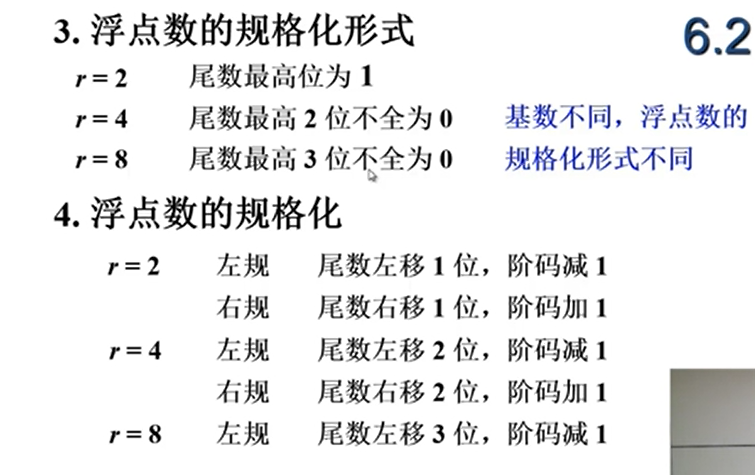 3. 浮点数的规格化形式
6.2
r = 2 尾数最高位为 1
r = 4 尾数最高 2 位不全为 0 基数不同，浮点数的
r = 8 尾数最高 3 位不全为 0 规格化形式不同
4. 浮点数的规格化
r = 2 左规 尾数左移 1 位，阶码减 1
右规 尾数右移 1 位，阶码加 1
r = 4 左规 尾数左移 2 位，阶码减 1
右规 尾数右移 2 位，阶码加 1
r = 8 左规 尾数左移 3 位，阶码减 1